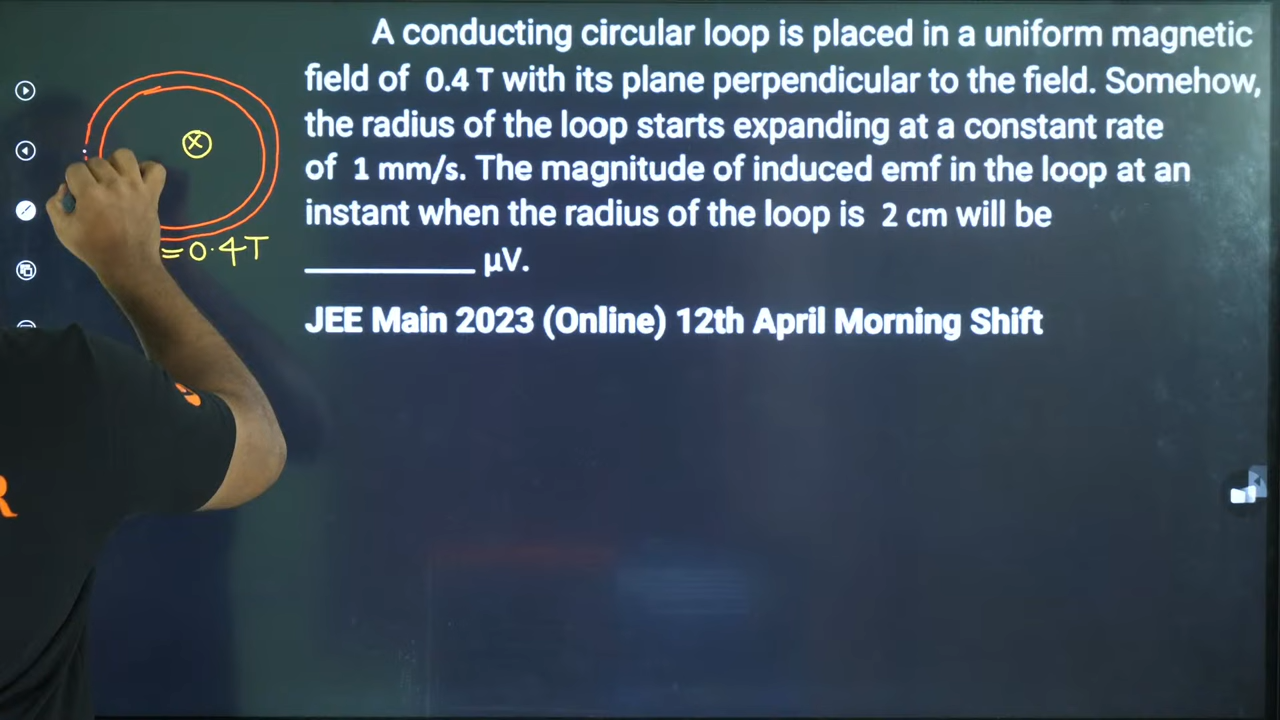 A conducting circular loop is placed in a uniform magnetic
field of 0.4 T with its plane perpendicular to the field. Somehow,
the radius of the loop starts expanding at a constant rate
of 1 mm/s. The magnitude of induced emf in the loop at an
instant when the radius of the loop is 2 cm will be
__________ μV.
JEE Main 2023 (Online) 12th April Morning Shift
= 0.4T
R